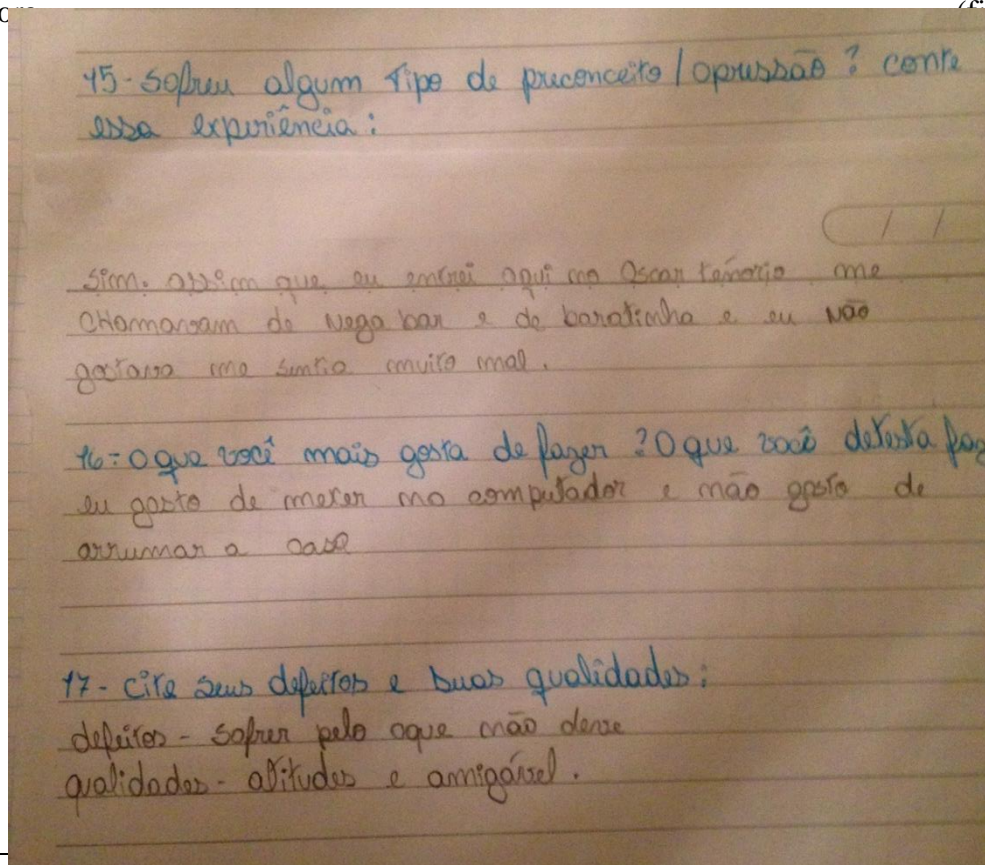 15-Sofreu algum tipo de preconceito/opressão? conte
essa experiência:
Sim. assim que eu entrei aqui no Oscar tenório me
CHamavam de nega bar e de baratinha e eu não
gostava me sentia muito mal.
16-O que você mais gosta de fazer? O que você detesta faz
eu gosto de mexer no computador e não gosto de
arrumar a casa
17- Cite seus defeitos e suas qualidades:
defeitos - sofrer pelo oque não deve
qualidades - atitudes e amigável.